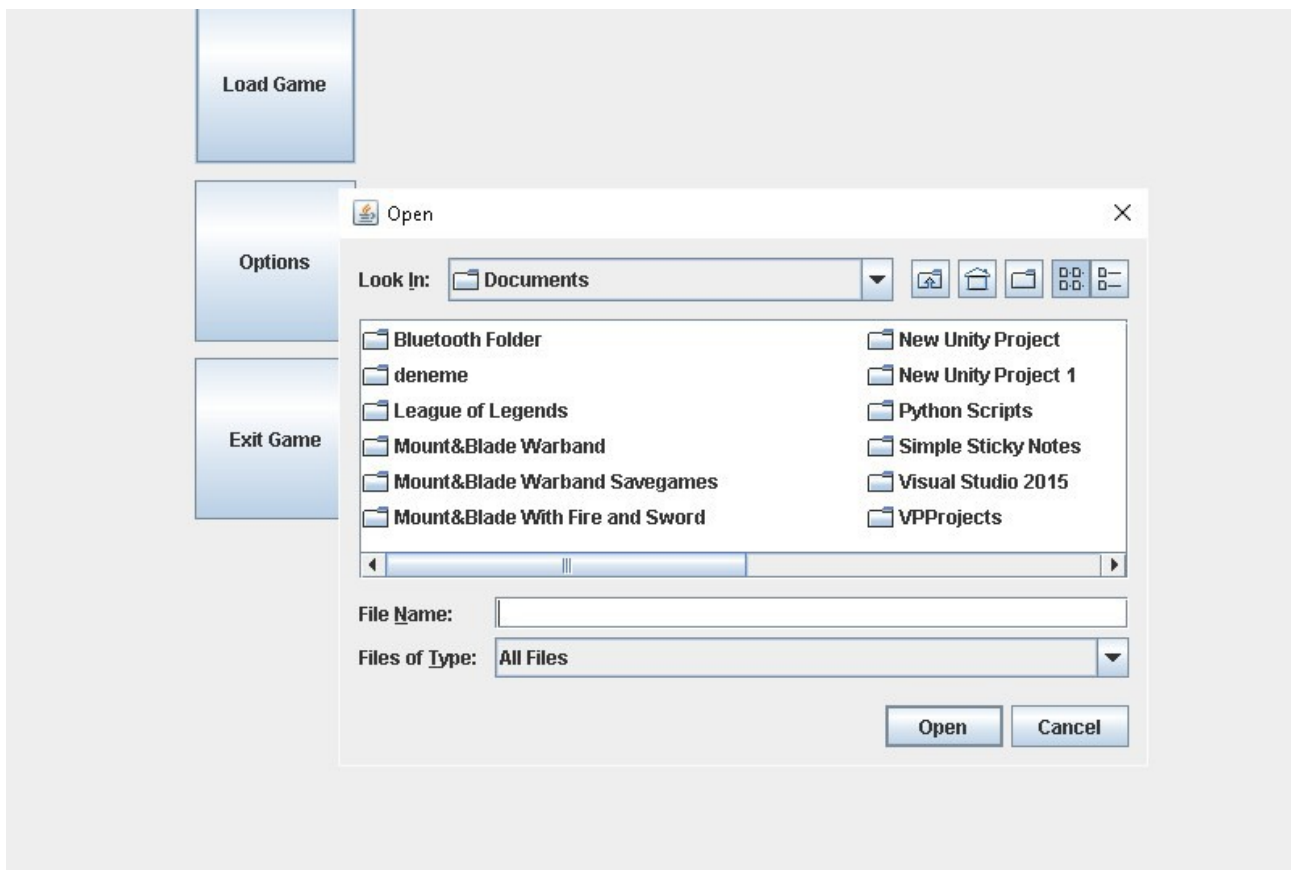 Load Game
Options
Exit Game
Open
Look In:
Documents
Bluetooth Folder
deneme
League of Legends
Mount&Blade Warband
Mount&Blade Warband Savegames
Mount&Blade With Fire and Sword
New Unity Project
New Unity Project 1
Python Scripts
Simple Sticky Notes
Visual Studio 2015
VPProjects
File Name:
Files of Type: All Files
Open Cancel